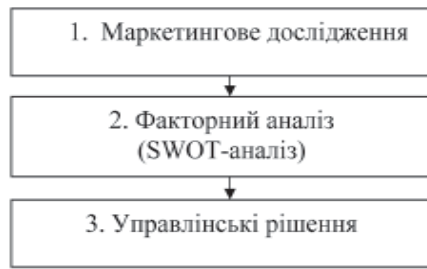 1. Маркетингове дослідження
2. Факторний аналіз
(SWOT-аналіз)
3. Управлінські рішення